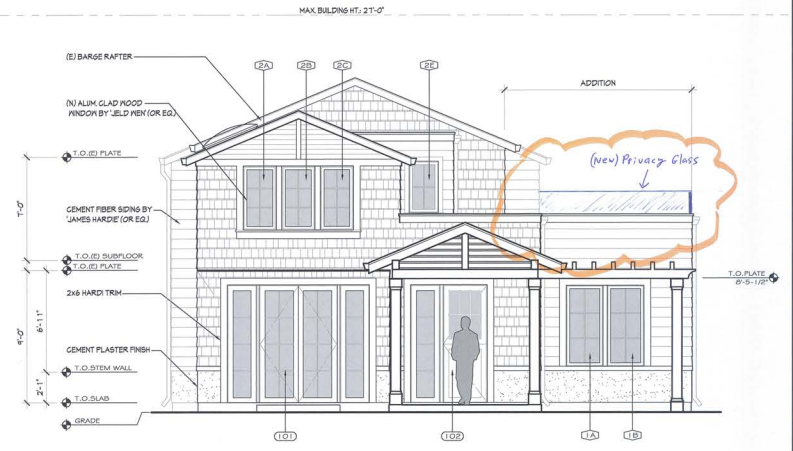 MAX. BUILDING HT.: 27'-0"
(E) BARGE RAFTER
2A
2B
2C
2E
ADDITION
(N) ALUM. CLAD WOOD
WINDOW BY 'JELD WEN' (OR EQ.)
(new) Privacy Glass
T.O.(E) PLATE
7'-0"
CEMENT FIBER SIDING BY
'JAMES HARDIE' (OR EQ.)
T.O.(E) SUBFLOOR
T.O.(E) PLATE
T.O.PLATE
8'-5-1/2"
2x6 HARDI TRIM
9'-0"
6'-11"
CEMENT PLASTER FINISH
T.O.STEM WALL
2'-1"
T.O.SLAB
GRADE
101
102
1A
1B